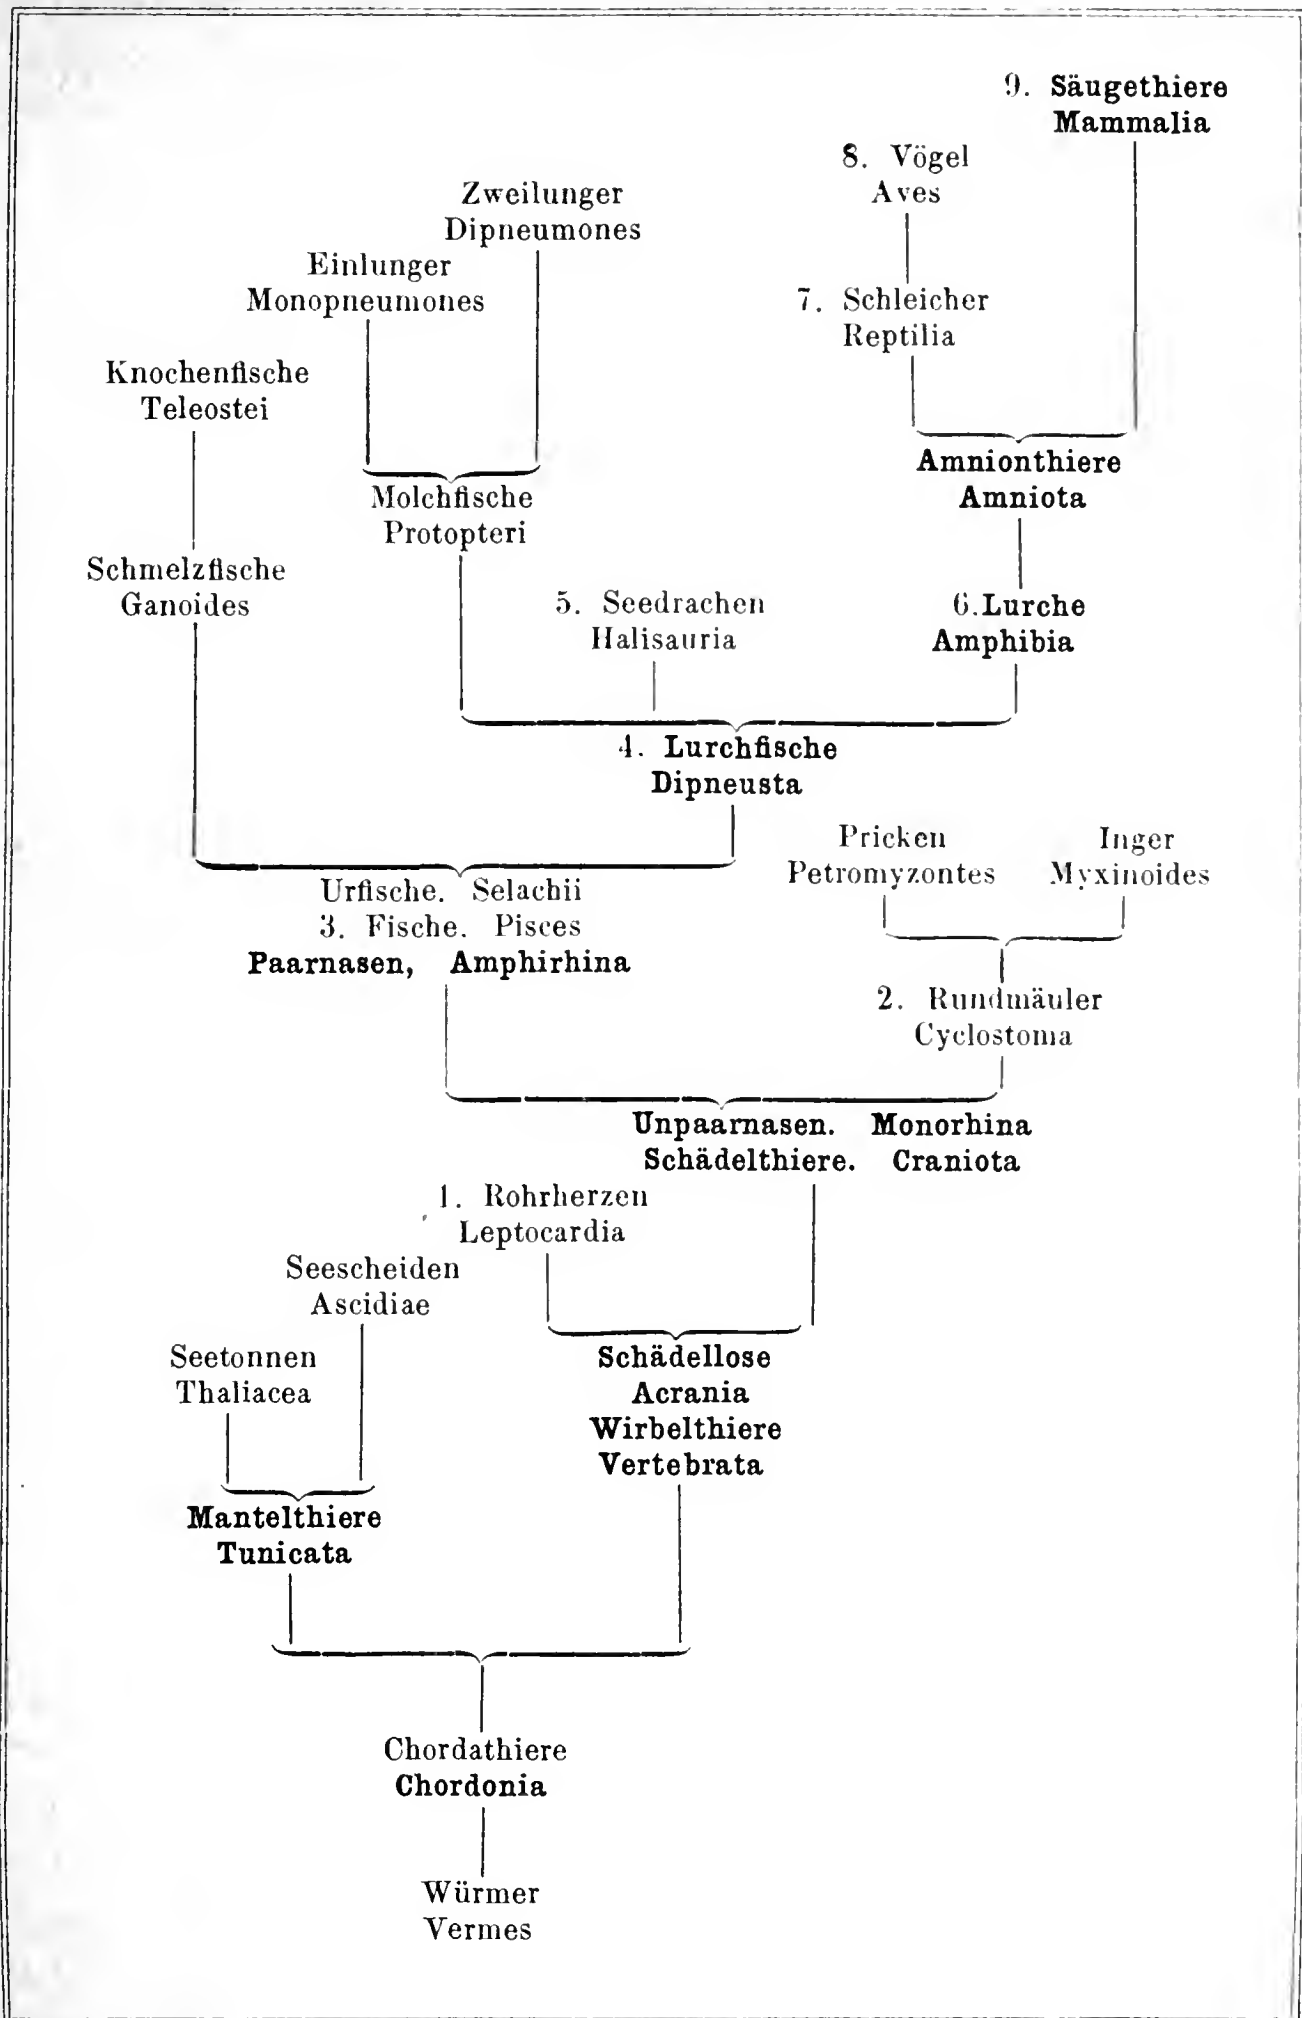 9. Säugethiere
Mammalia
8. Vögel
Aves
Zweilunger
Dipneumones
Einlunger
Monopneumones
7. Schleicher
Reptilia
Knochenfische
Teleostei
Amnionthiere
Amniota
Molchfische
Protopteri
Schmelzfische
Ganoides
5. Seedrachen
Halisauria
6. Lurche
Amphibia
4. Lurchfische
Dipneusta
Pricken
Petromyzontes
Inger
Myxinoides
Urfische. Selachii
3. Fische. Pisces
Paarnasen, Amphirhina
2. Rundmäuler
Cyclostoma
Unpaarnasen. Monorhina
Schädelthiere. Craniota
1. Rohrherzen
Leptocardia
Seescheiden
Ascidiae
Seetonnen
Thaliacea
Schädellose
Acrania
Wirbelthiere
Vertebrata
Mantelthiere
Tunicata
Chordathiere
Chordonia
Würmer
Vermes